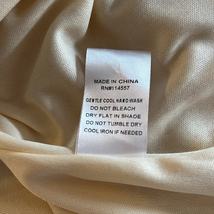 MADE IN CHINA
RN#114557
GENTLE COOL HAND WASH
DO NOT BLEACH
DRY FLAT IN SHADE
DO NOT TUMBLE DRY
COOL IRON IF NEEDED